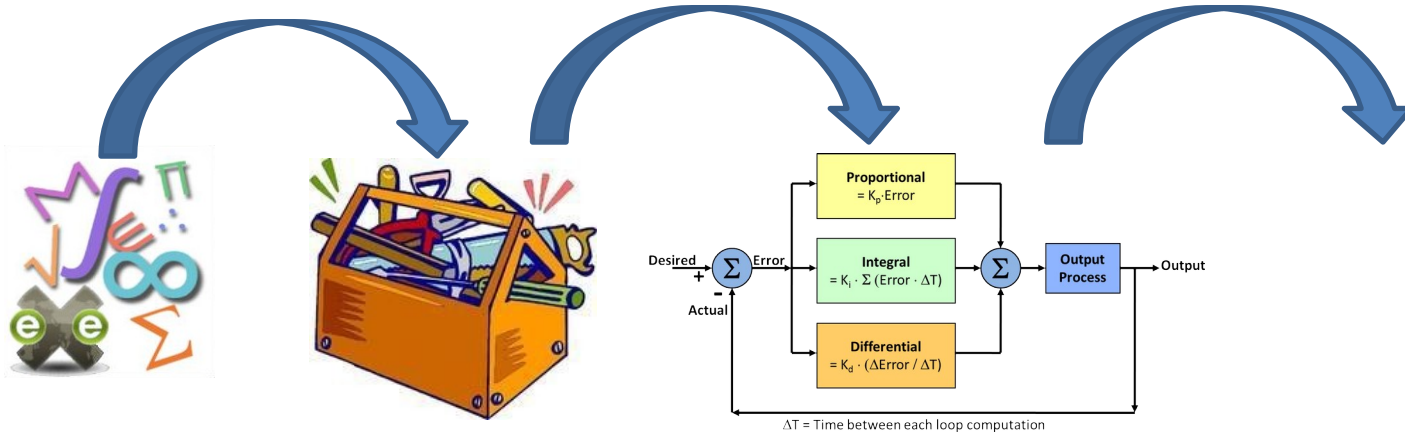 e e
Proportional
= Kp·Error
Desired
+
Σ
Error
Integral
= Ki · Σ (Error · ΔT)
Σ
Output
Process
Output
-
Actual
Differential
= Kd · (ΔError / ΔT)
ΔT = Time between each loop computation